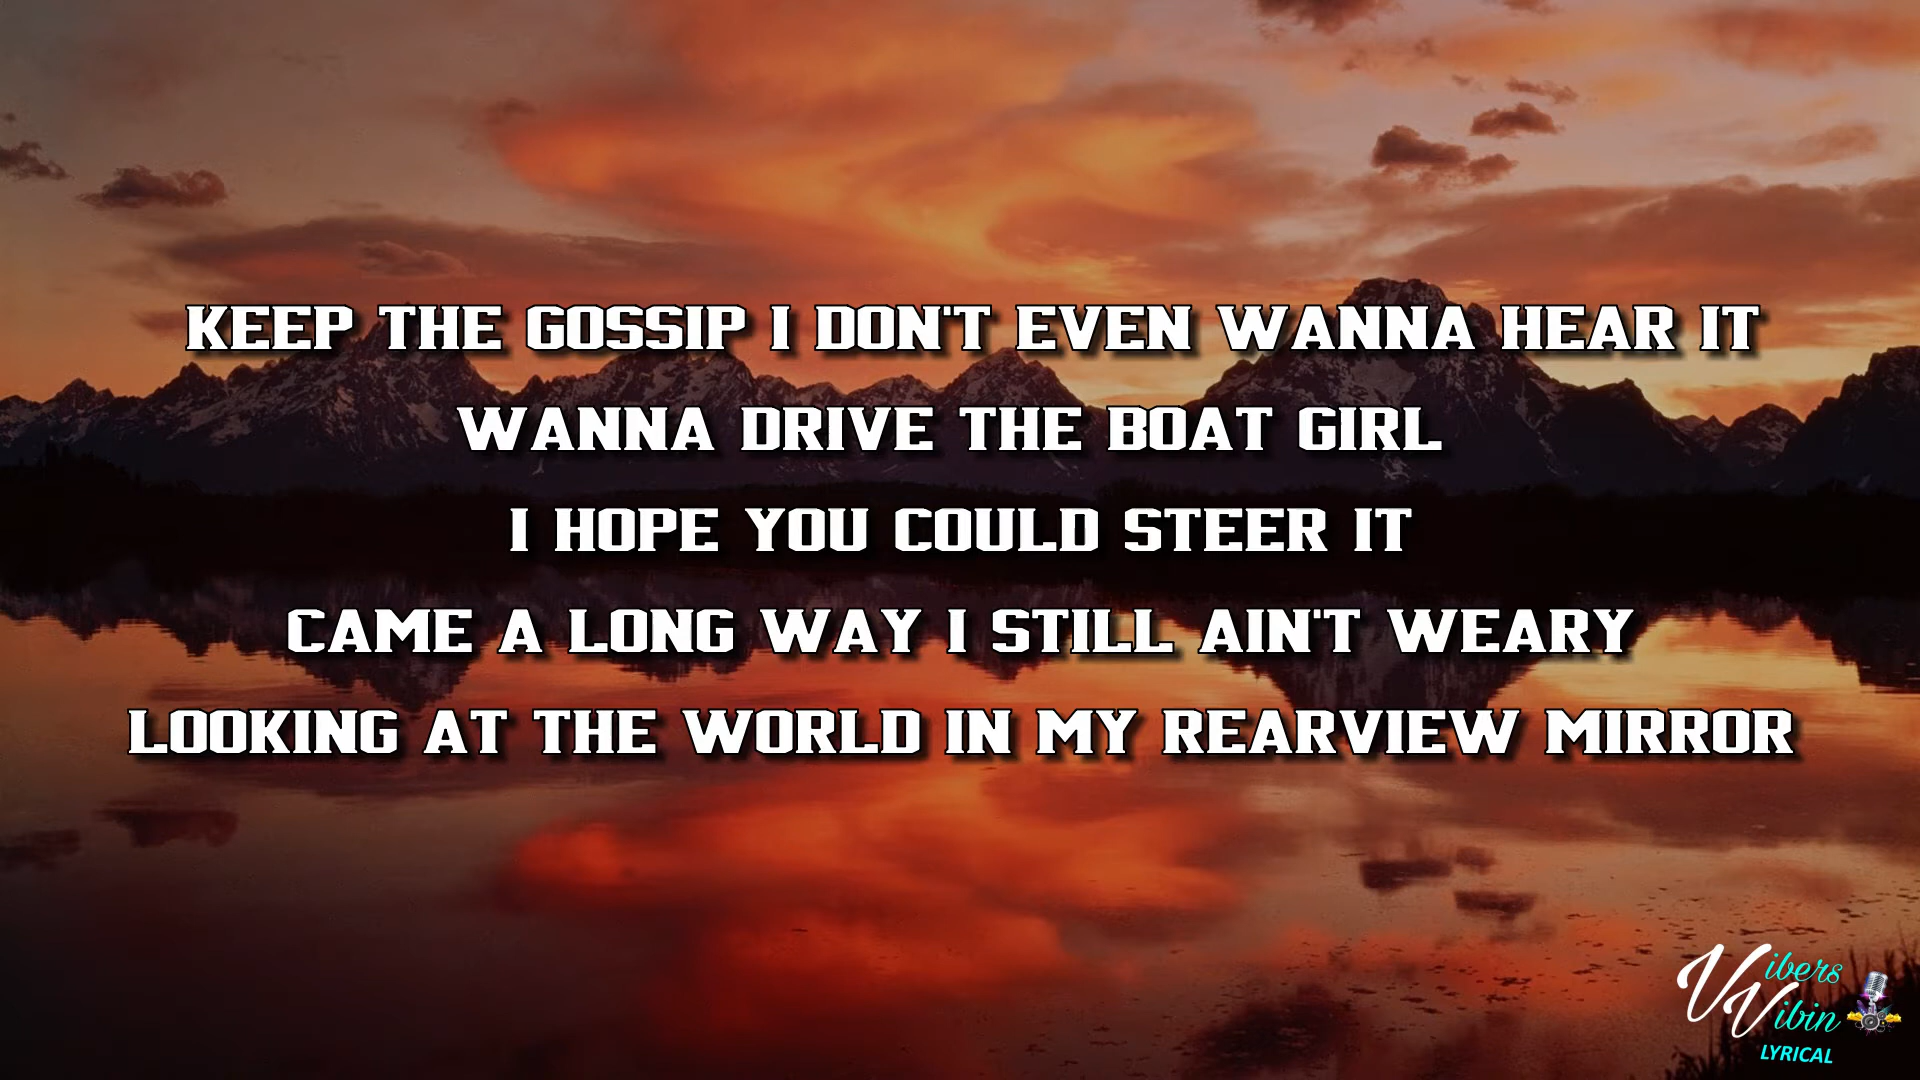 KEEP THE GOSSIP I DON'T EVEN WANNA HEAR IT
WANNA DRIVE THE BOAT GIRL
I HOPE YOU COULD STEER IT
CAME A LONG WAY I STILL AIN'T WEARY
LOOKING AT THE WORLD IN MY REARVIEW MIRROR
Vibers
Vibin
LYRICAL